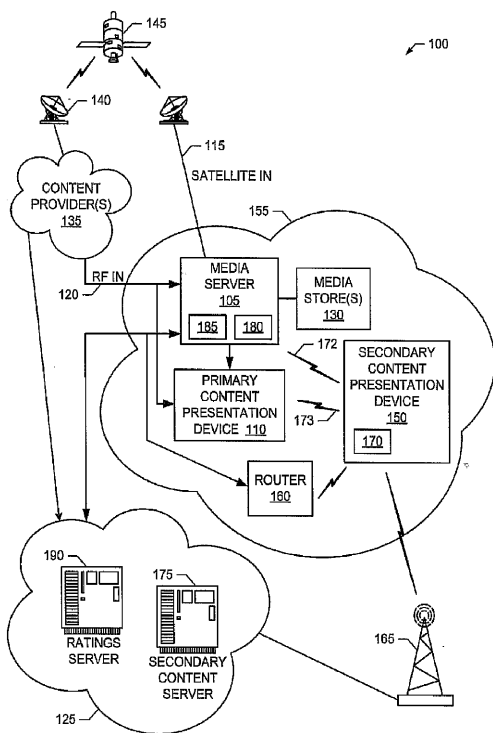 145
100
140
115
SATELLITE IN
CONTENT
PROVIDER(S)
135
155
RF IN
120
MEDIA
SERVER
105
185 180
MEDIA
STORE(S)
130
172
SECONDARY
CONTENT
PRESENTATION
DEVICE
150
170
PRIMARY
CONTENT
PRESENTATION
DEVICE 110
173
ROUTER
160
190
175
RATINGS
SERVER
SECONDARY
CONTENT
SERVER
165
125